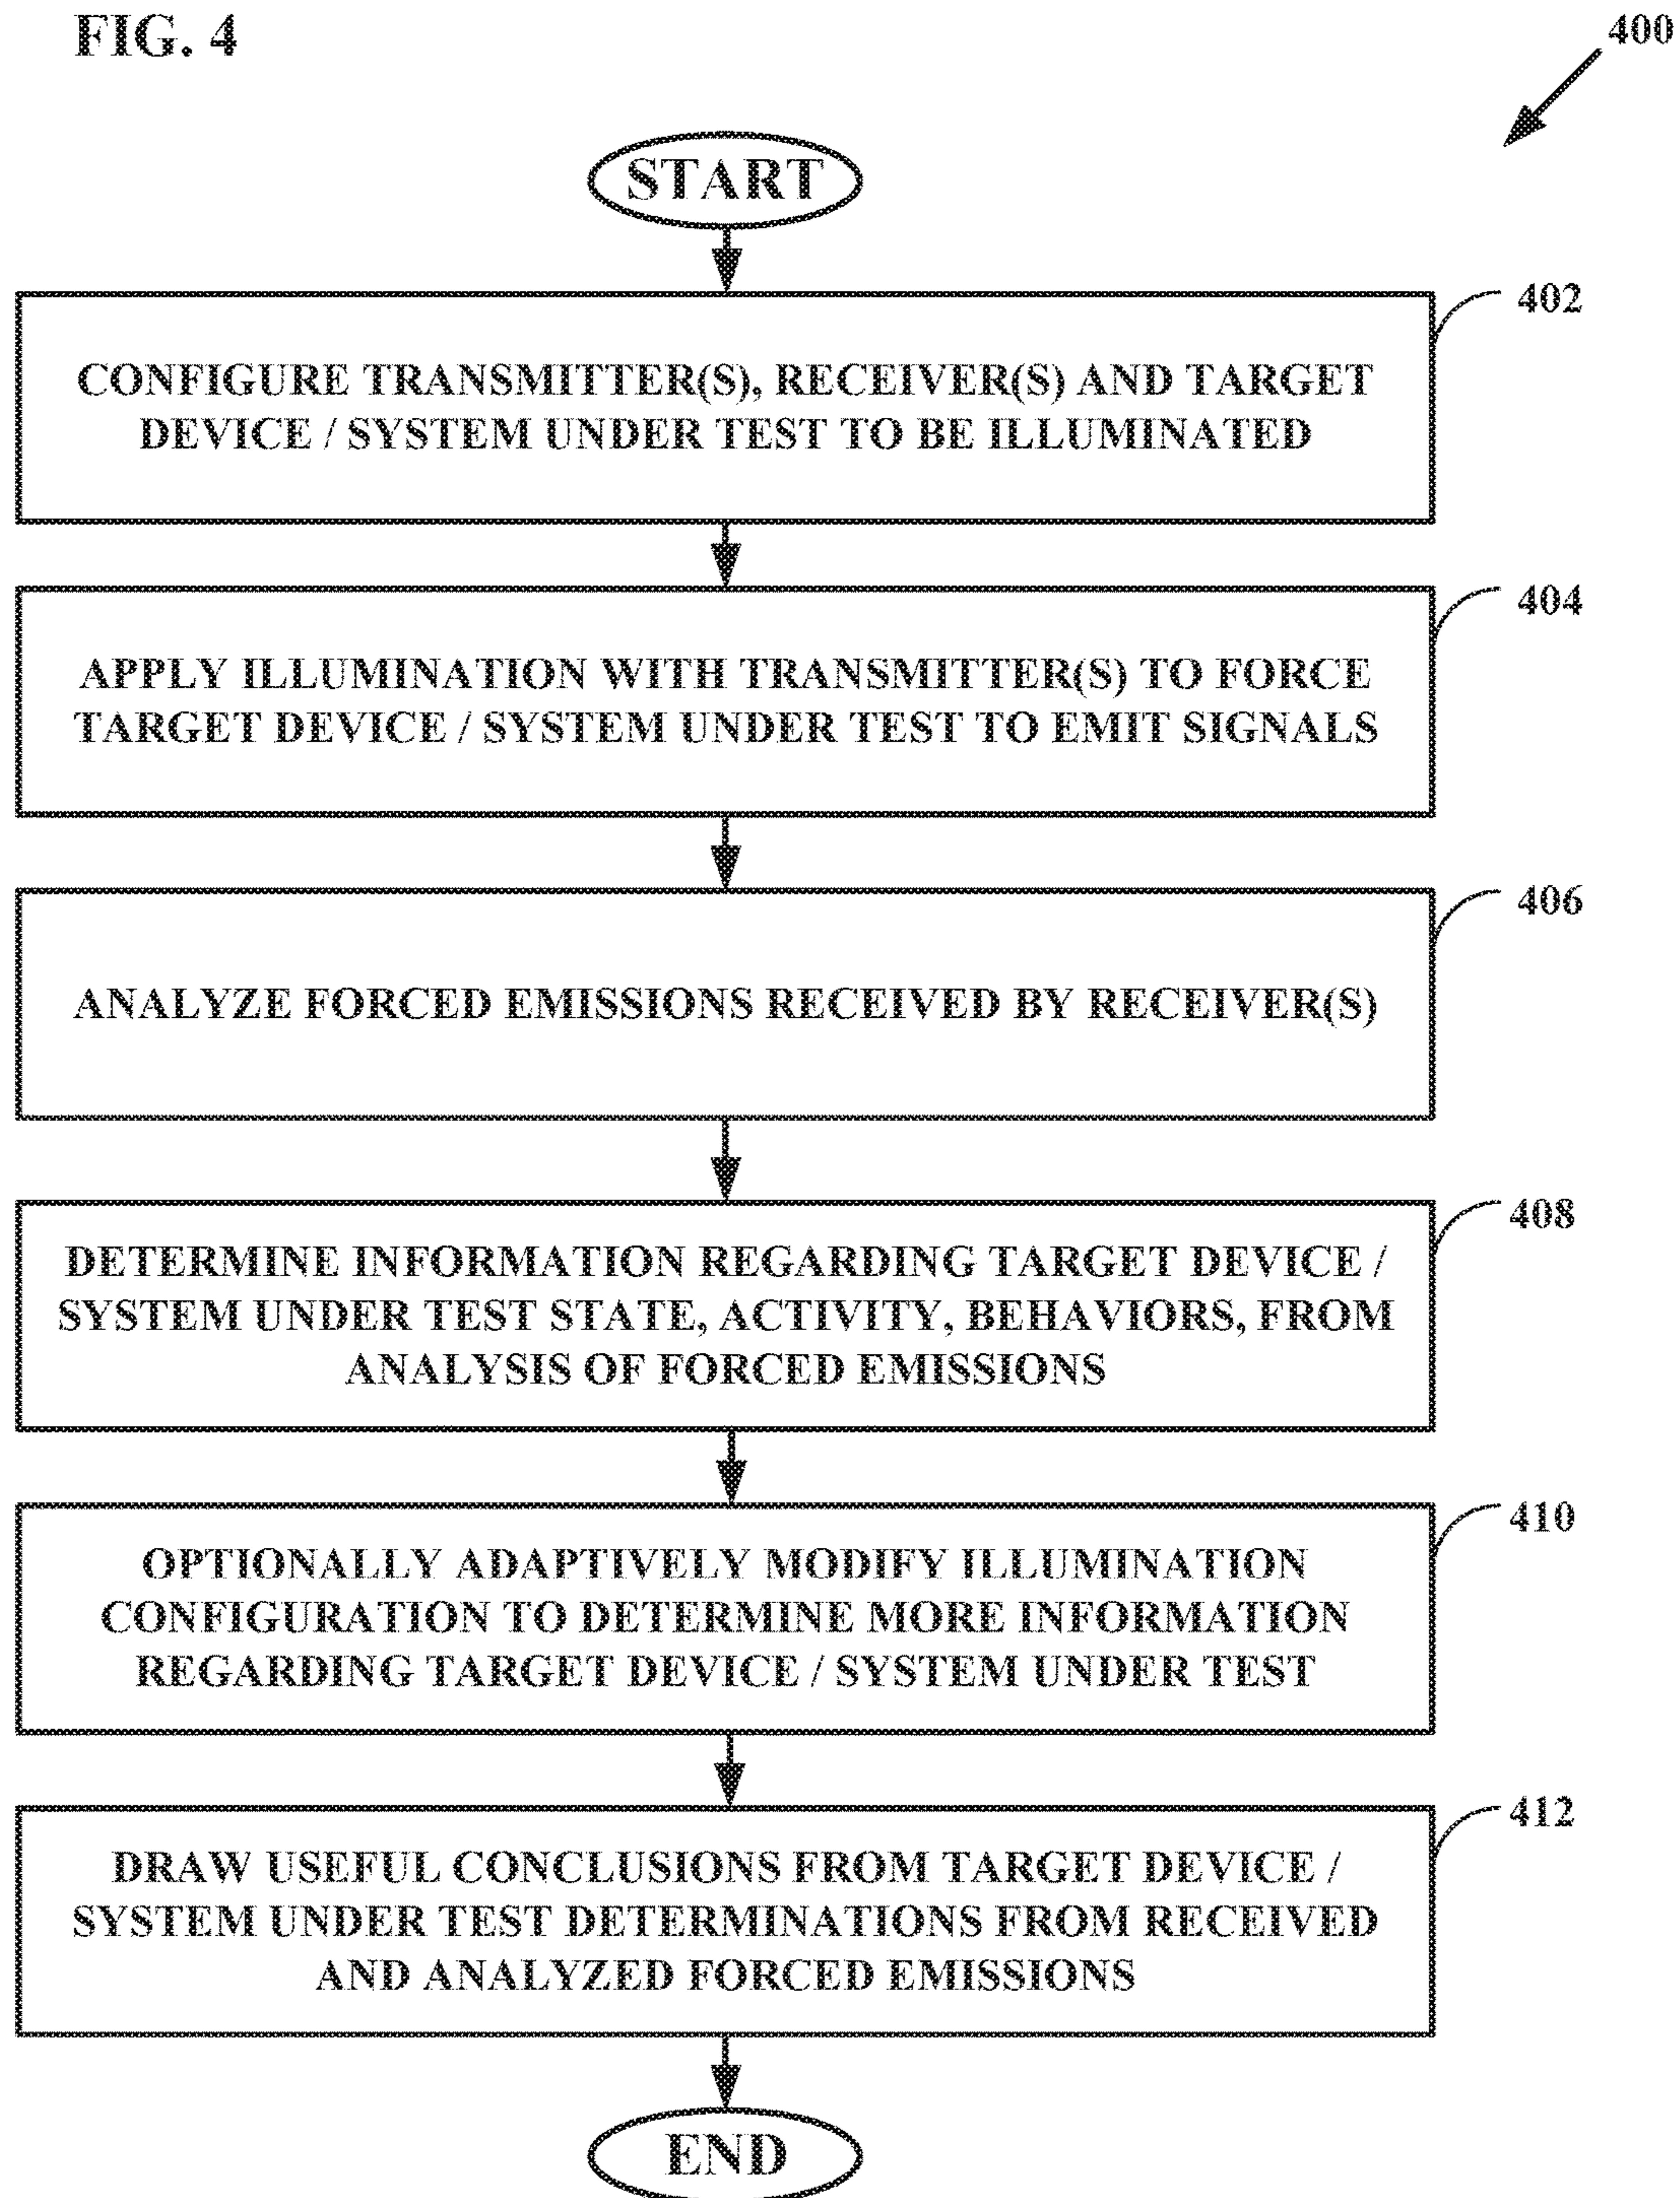 FIG. 4
400
START
402
CONFIGURE TRANSMITTER(S), RECEIVER(S) AND TARGET
DEVICE / SYSTEM UNDER TEST TO BE ILLUMINATED
404
APPLY ILLUMINATION WITH TRANSMITTER(S) TO FORCE
TARGET DEVICE / SYSTEM UNDER TEST TO EMIT SIGNALS
406
ANALYZE FORCED EMISSIONS RECEIVED BY RECEIVER(S)
408
DETERMINE INFORMATION REGARDING TARGET DEVICE /
SYSTEM UNDER TEST STATE, ACTIVITY, BEHAVIORS, FROM
ANALYSIS OF FORCED EMISSIONS
410
OPTIONALLY ADAPTIVELY MODIFY ILLUMINATION
CONFIGURATION TO DETERMINE MORE INFORMATION
REGARDING TARGET DEVICE / SYSTEM UNDER TEST
412
DRAW USEFUL CONCLUSIONS FROM TARGET DEVICE /
SYSTEM UNDER TEST DETERMINATIONS FROM RECEIVED
AND ANALYZED FORCED EMISSIONS
END